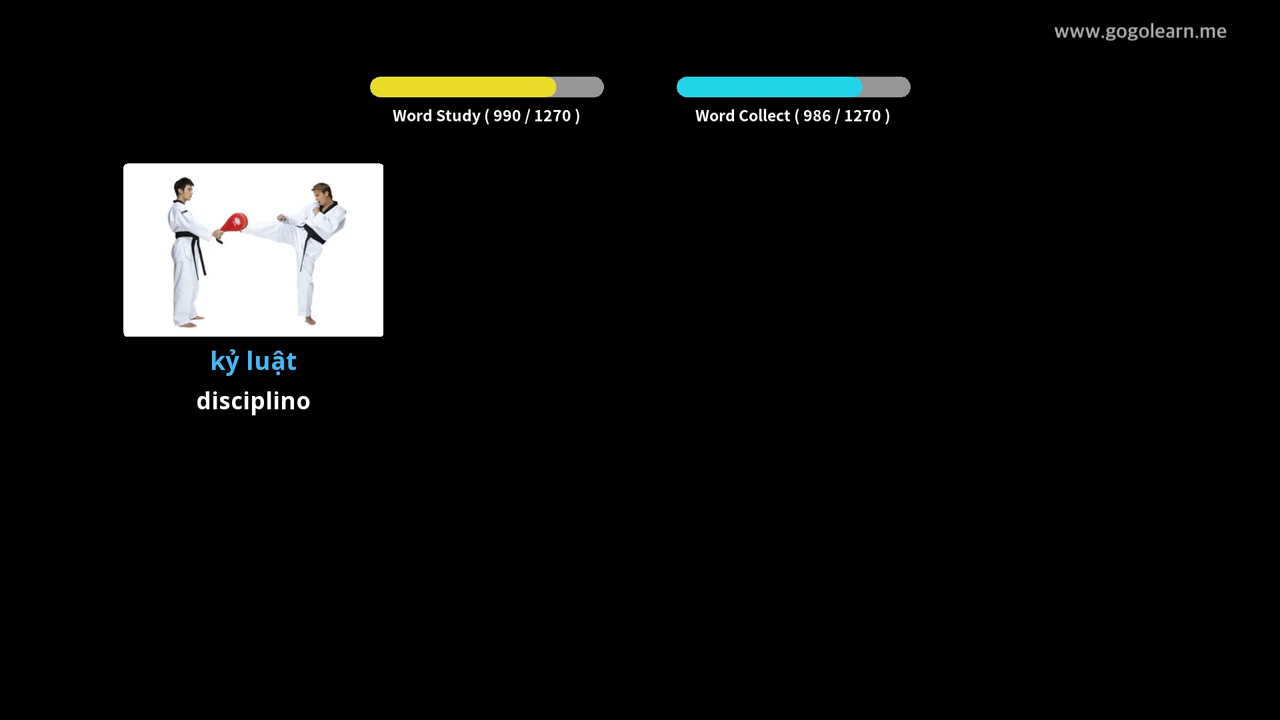 www.gogolearn.me
Word Study ( 990 / 1270 )
Word Collect ( 986 / 1270 )
kỷ luật
disciplino